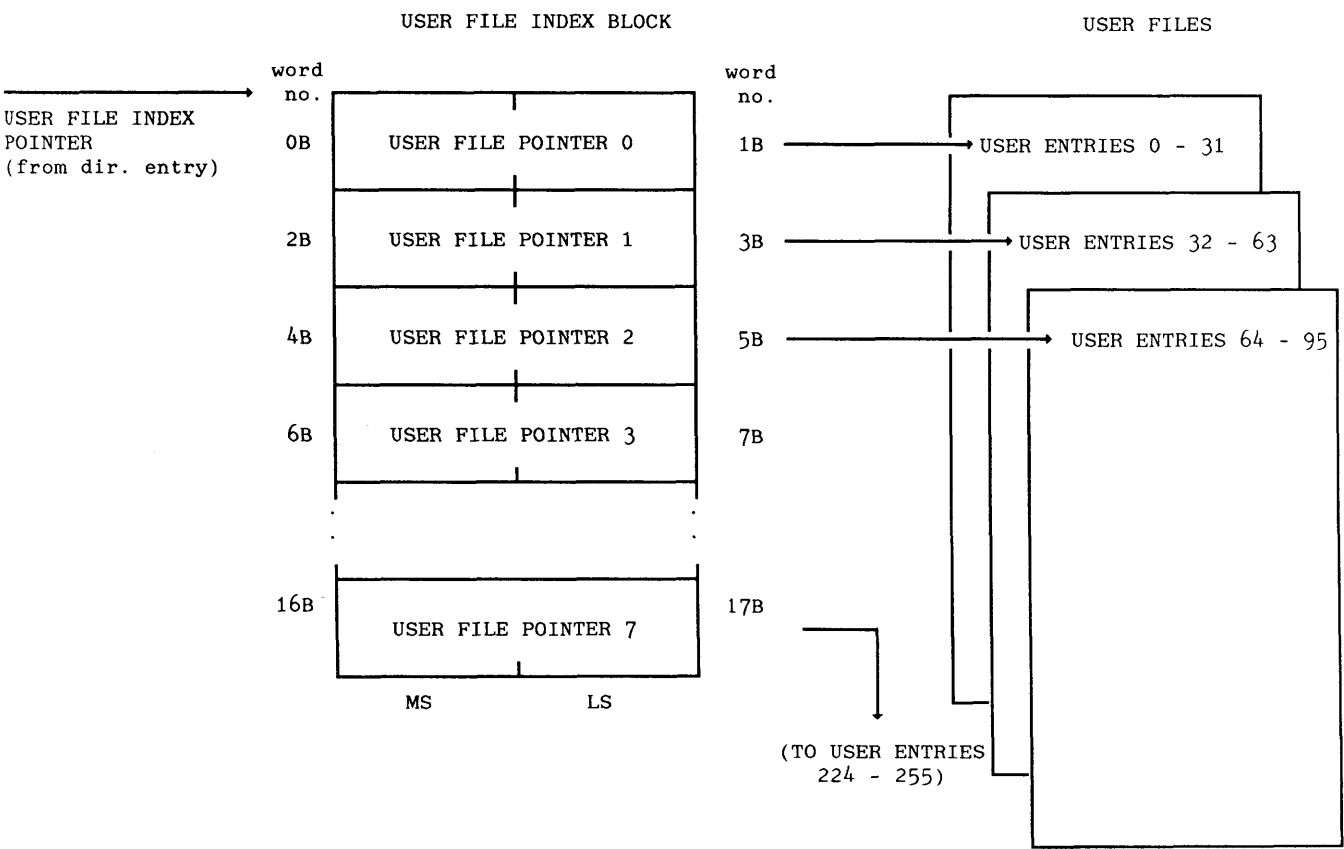 USER FILE INDEX BLOCK
USER FILES
word
no.
word
no.
USER FILE INDEX
POINTER
(from dir. entry)
0B
USER FILE POINTER 0
1B
USER ENTRIES 0 - 31
2B
USER FILE POINTER 1
3B
USER ENTRIES 32 - 63
4B
USER FILE POINTER 2
5B
USER ENTRIES 64 - 95
6B
USER FILE POINTER 3
7B
16B
USER FILE POINTER 7
17B
MS
LS
(TO USER ENTRIES
224 - 255)